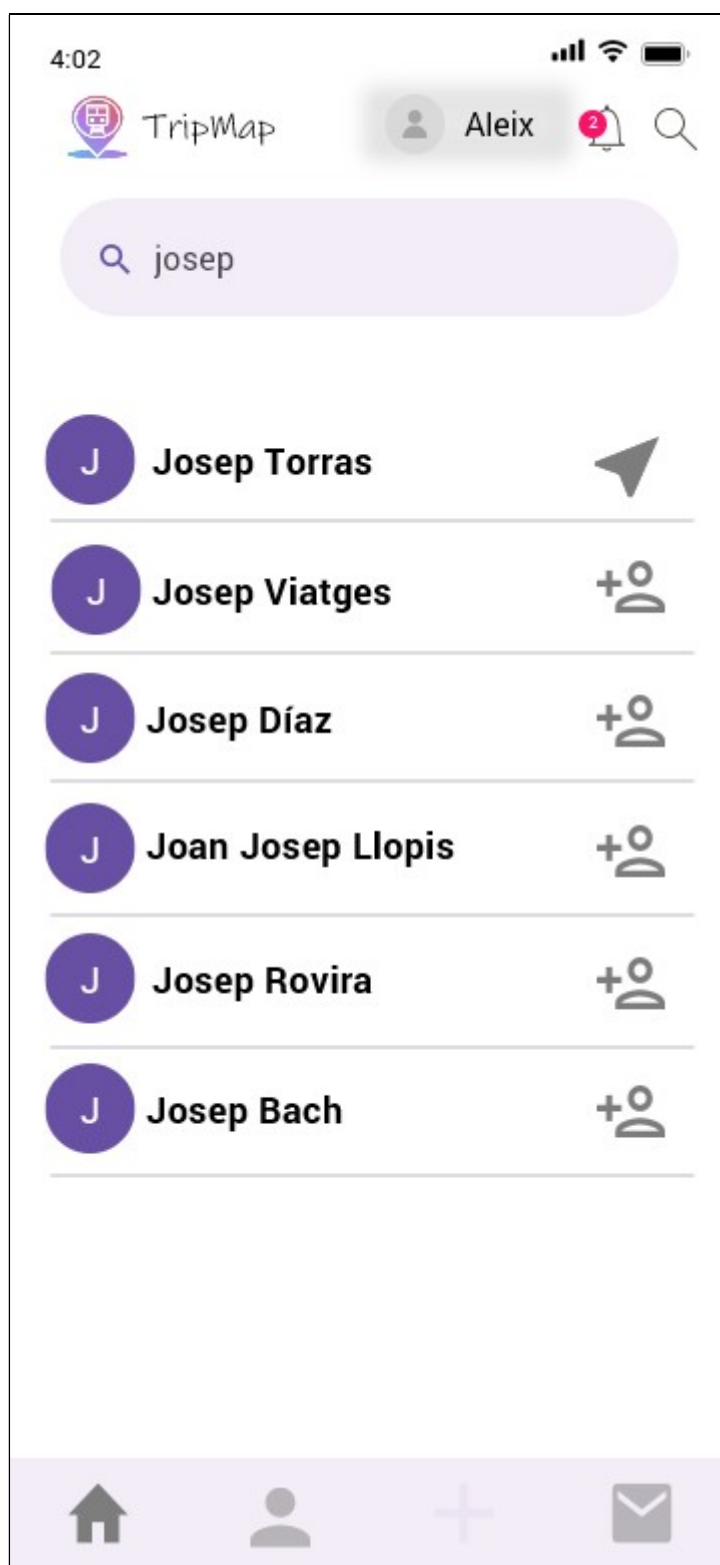 4:02
TripMap
Aleix
2
josep
J Josep Torras
J Josep Viatges
J Josep Díaz
J Joan Josep Llopis
J Josep Rovira
J Josep Bach